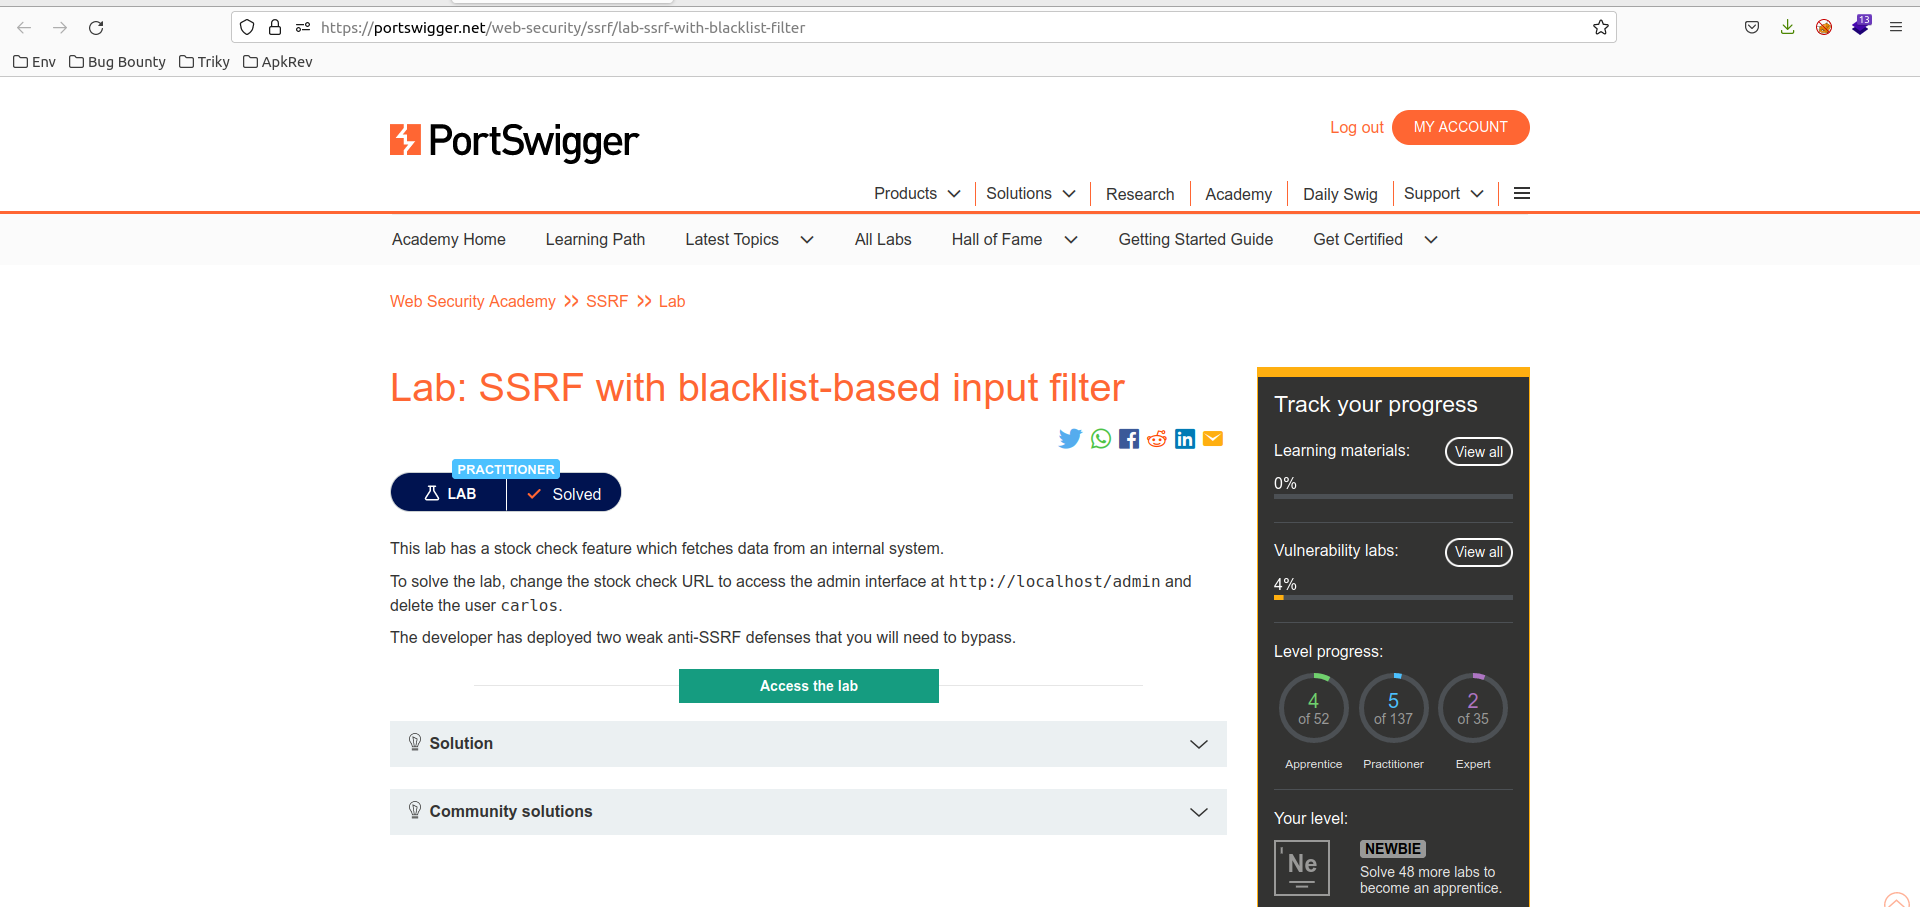 https://portswigger.net/web-security/ssrf/lab-ssrf-with-blacklist-filter
13
Env Bug Bounty Triky ApkRev
PortSwigger
Log out MY ACCOUNT
Products Solutions Research Academy Daily Swig Support
Academy Home Learning Path Latest Topics All Labs Hall of Fame Getting Started Guide Get Certified
Web Security Academy >> SSRF >> Lab
Lab: SSRF with blacklist-based input filter
PRACTITIONER
LAB Solved
This lab has a stock check feature which fetches data from an internal system.
To solve the lab, change the stock check URL to access the admin interface at http://localhost/admin and
delete the user carlos.
The developer has deployed two weak anti-SSRF defenses that you will need to bypass.
Access the lab
Solution
Community solutions
Track your progress
Learning materials: View all
0%
Vulnerability labs: View all
4%
Level progress:
4 5 2
of 52 of 137 of 35
Apprentice Practitioner Expert
Your level:
Ne
NEWBIE
Solve 48 more labs to
become an apprentice.